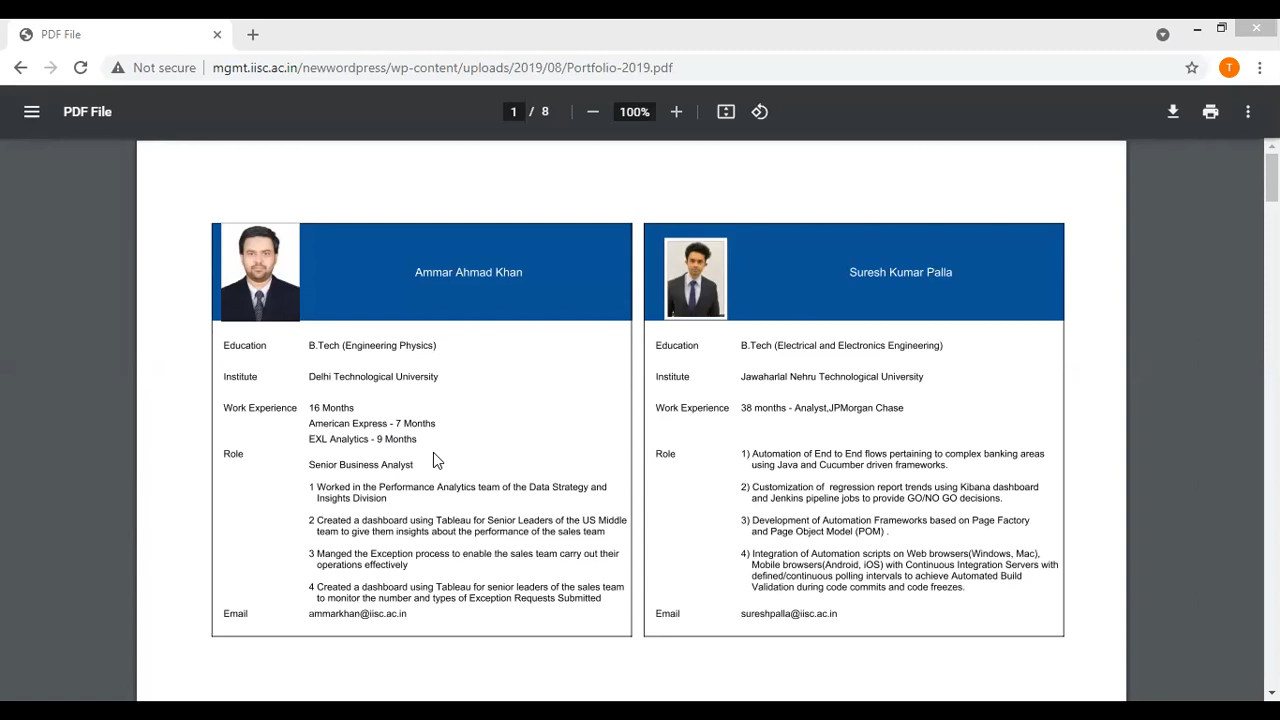 PDF File
Not secure
mgmt.iisc.ac.in/newwordpress/wp-content/uploads/2019/08/Portfolio-2019.pdf
T
PDF File
1 / 8
100%
Ammar Ahmad Khan
Education B.Tech (Engineering Physics)
Institute Delhi Technological University
Work Experience 16 Months
American Express - 7 Months
EXL Analytics - 9 Months
Role
Senior Business Analyst
1 Worked in the Performance Analytics team of the Data Strategy and
Insights Division
2 Created a dashboard using Tableau for Senior Leaders of the US Middle
team to give them insights about the performance of the sales team
3 Manged the Exception process to enable the sales team carry out their
operations effectively
4 Created a dashboard using Tableau for senior leaders of the sales team
to monitor the number and types of Exception Requests Submitted
Email ammarkhan@iisc.ac.in
Suresh Kumar Palla
Education B.Tech (Electrical and Electronics Engineering)
Institute Jawaharlal Nehru Technological University
Work Experience 38 months - Analyst,JPMorgan Chase
Role 1) Automation of End to End flows pertaining to complex banking areas
using Java and Cucumber driven frameworks.
2) Customization of regression report trends using Kibana dashboard
and Jenkins pipeline jobs to provide GO/NO GO decisions.
3) Development of Automation Frameworks based on Page Factory
and Page Object Model (POM) .
4) Integration of Automation scripts on Web browsers(Windows, Mac),
Mobile browsers(Android, iOS) with Continuous Integration Servers with
defined/continuous polling intervals to achieve Automated Build
Validation during code commits and code freezes.
Email sureshpalla@iisc.ac.in